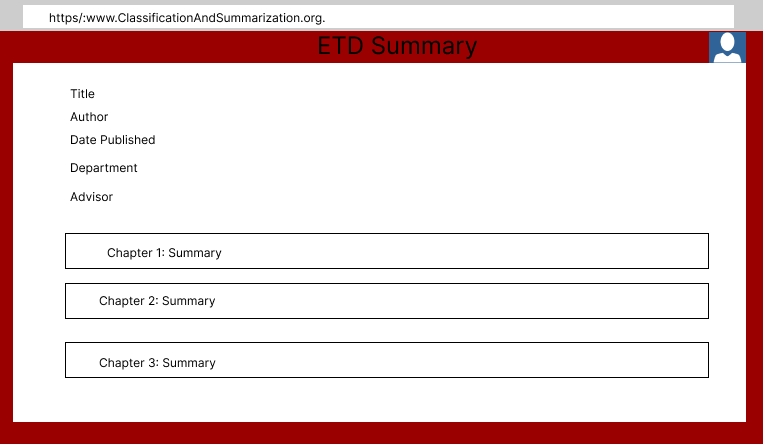 https/:www.ClassificationAndSummarization.org.
ETD Summary
Title
Author
Date Published
Department
Advisor
Chapter 1: Summary
Chapter 2: Summary
Chapter 3: Summary